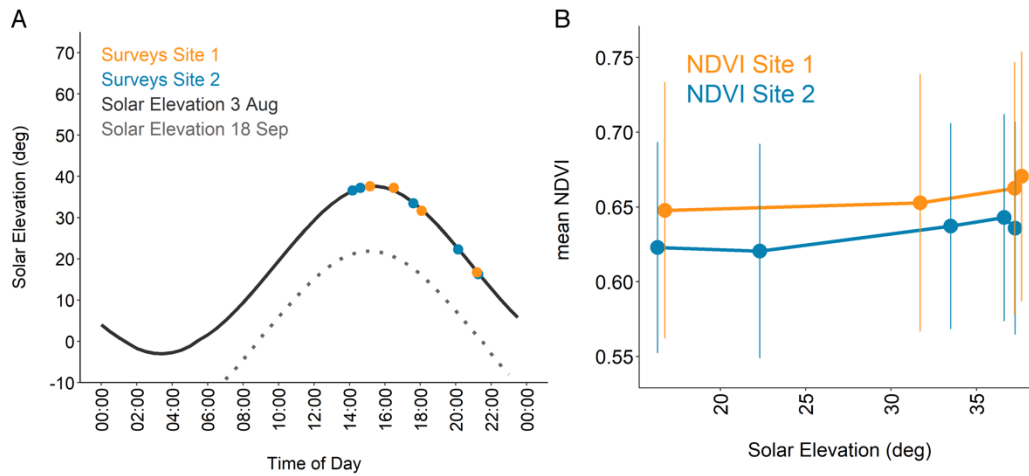 A
Surveys Site 1
Surveys Site 2
Solar Elevation 3 Aug
Solar Elevation 18 Sep
Solar Elevation (deg)
70
60
50
40
30
20
10
0
-10
00:00
02:00
04:00
06:00
08:00
10:00
12:00
14:00
16:00
18:00
20:00
22:00
00:00
Time of Day
B
NDVI Site 1
NDVI Site 2
mean NDVI
0.75
0.70
0.65
0.60
0.55
20
25
30
35
Solar Elevation (deg)